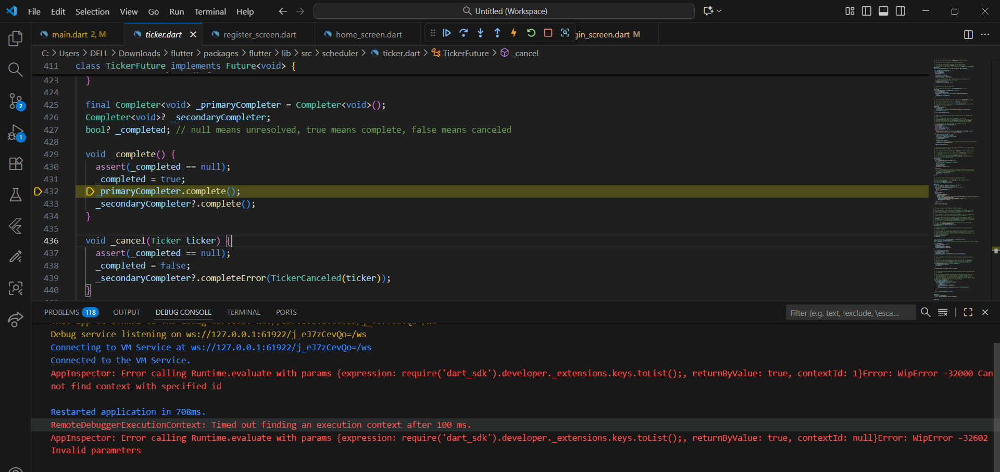 File Edit Selection View Go Run Terminal Help
Untitled (Workspace)
main.dart 2, M
ticker.dart
register_screen.dart
home_screen.dart
gin_screen.dart M
C: > Users > DELL > Downloads > flutter > packages > flutter > lib > src > scheduler > ticker.dart > TickerFuture > _cancel
411 class TickerFuture implements Future<void> {
423 }
424
425 final Completer<void> _primaryCompleter = Completer<void>();
426 Completer<void>? _secondaryCompleter;
427 bool? _completed; // null means unresolved, true means complete, false means canceled
428
429 void _complete() {
430 assert(_completed == null);
431 _completed = true;
432 _primaryCompleter.complete();
433 _secondaryCompleter?.complete();
434 }
435
436 void _cancel(Ticker ticker) {
437 assert(_completed == null);
438 _completed = false;
439 _secondaryCompleter?.completeError(TickerCanceled(ticker));
440 }
2
1
PROBLEMS 118 OUTPUT DEBUG CONSOLE TERMINAL PORTS
Filter (e.g. text, !exclude, \esca...
Debug service listening on ws://127.0.0.1:61922/j_eJ7zCevQo=/ws
Connecting to VM Service at ws://127.0.0.1:61922/j_eJ7zCevQo=/ws
Connected to the VM Service.
AppInspector: Error calling Runtime.evaluate with params {expression: require('dart_sdk').developer._extensions.keys.toList();, returnByValue: true, contextId: 1}Error: WipError -32000 Can
not find context with specified id
Restarted application in 708ms.
RemoteDebuggerExecutionContext: Timed out finding an execution context after 100 ms.
AppInspector: Error calling Runtime.evaluate with params {expression: require('dart_sdk').developer._extensions.keys.toList();, returnByValue: true, contextId: null}Error: WipError -32602
Invalid parameters